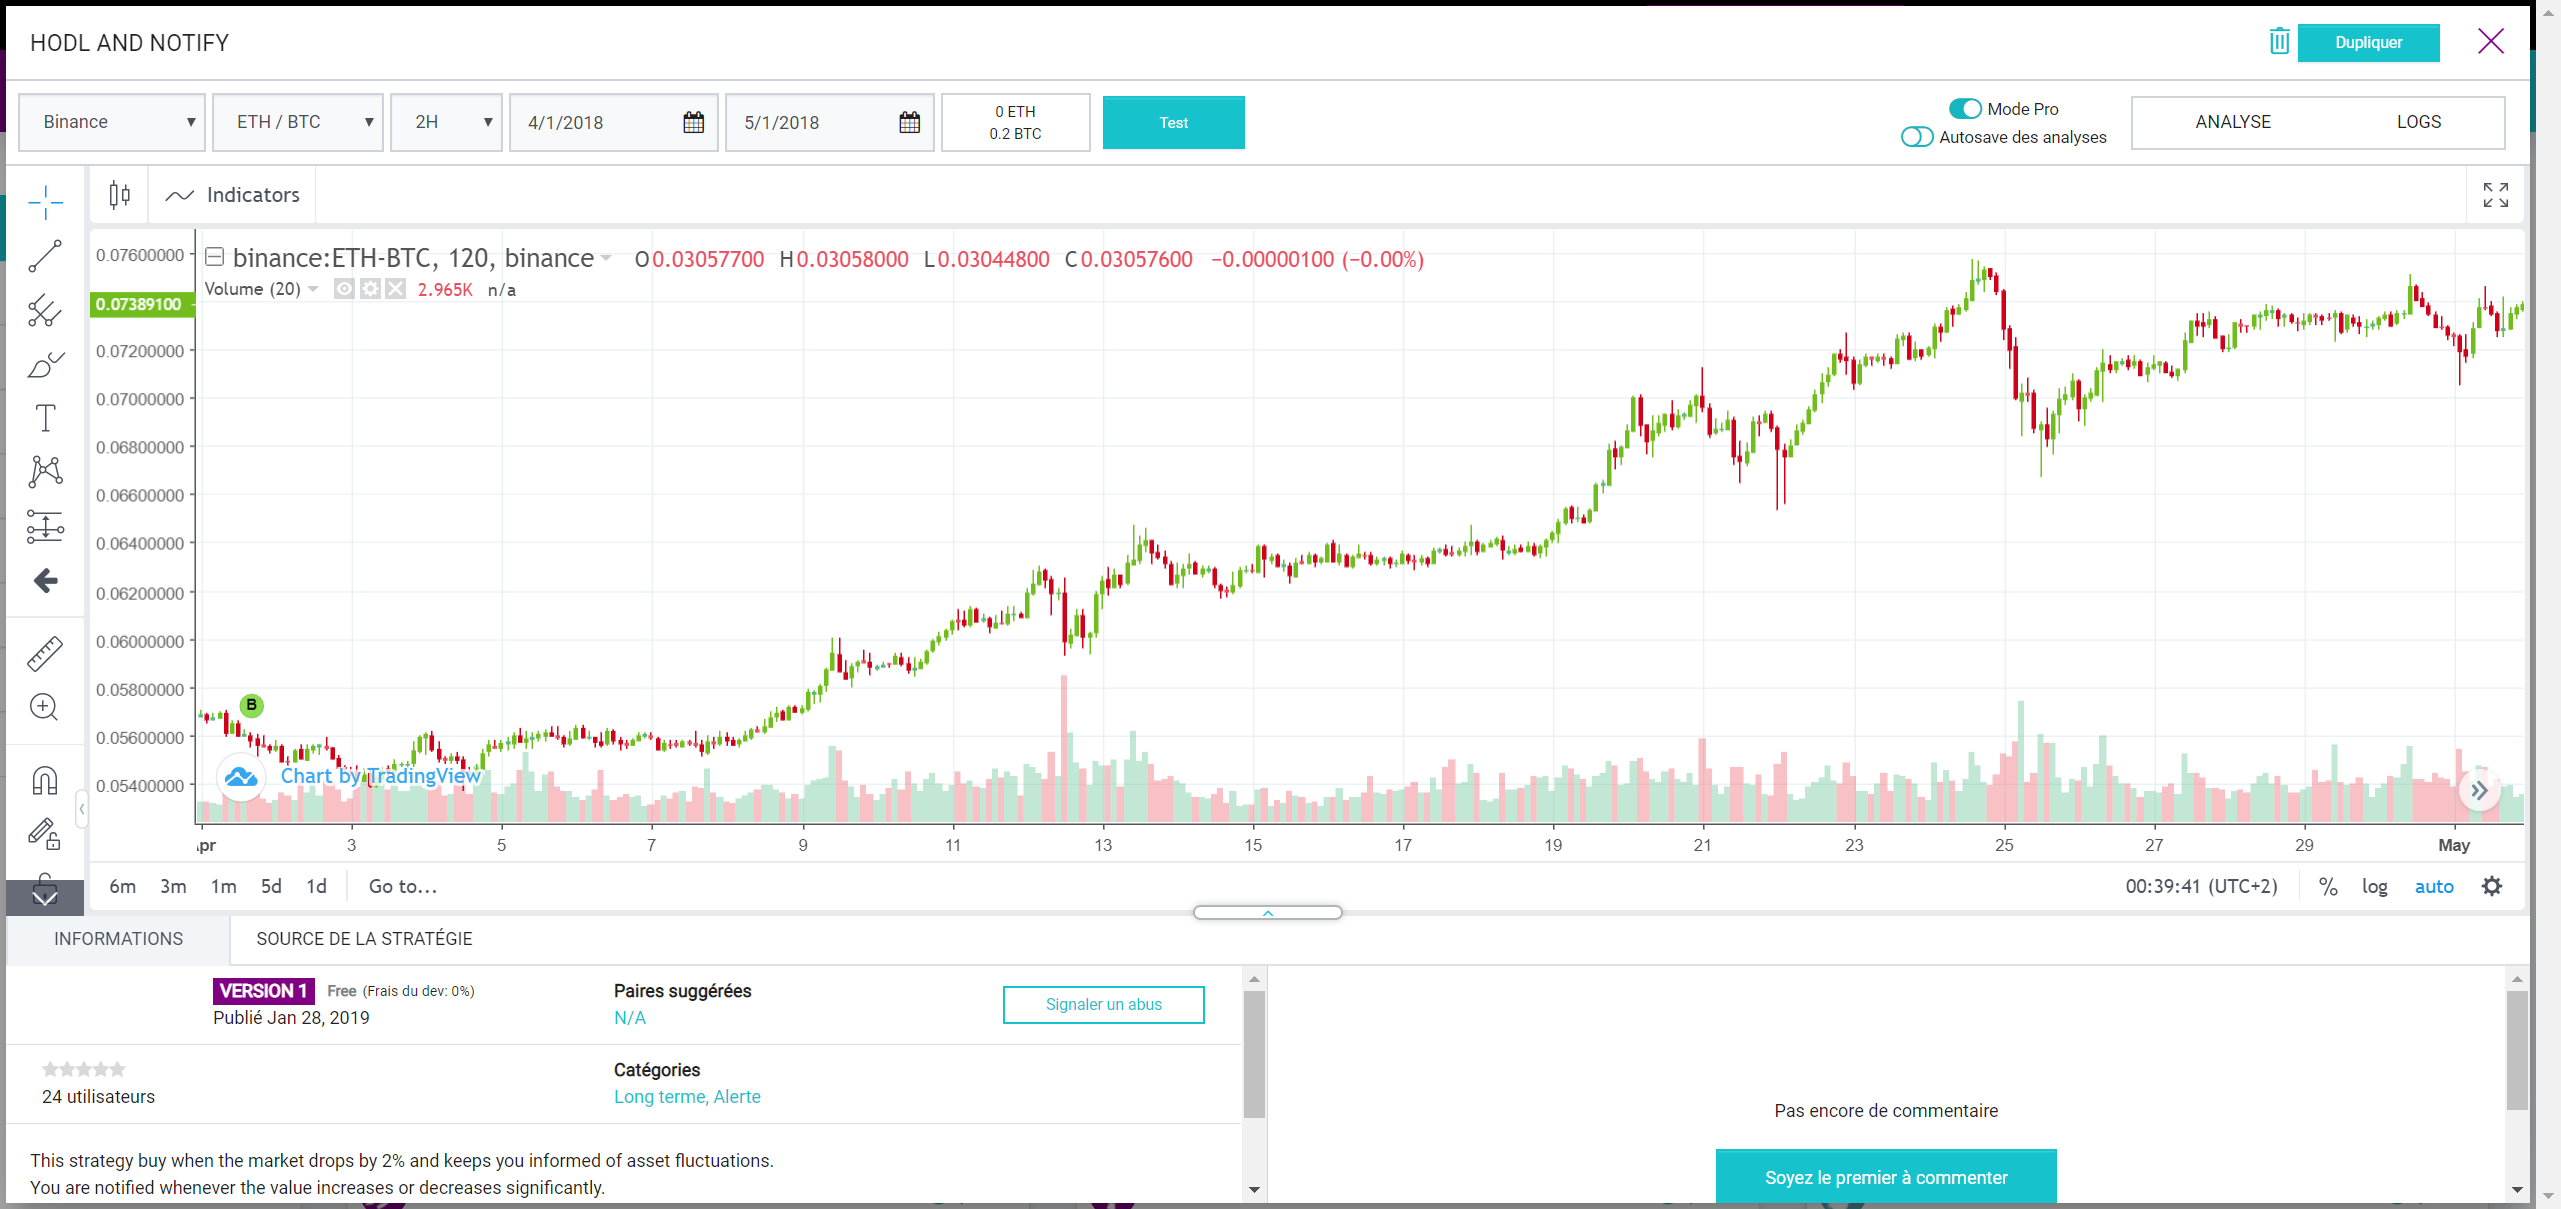 HODL AND NOTIFY
Dupliquer
Binance
ETH / BTC
2H
4/1/2018
5/1/2018
0 ETH
0.2 BTC
Test
Mode Pro
Autosave des analyses
ANALYSE
LOGS
Indicators
binance:ETH-BTC, 120, binance O0.03057700 H0.03058000 L0.03044800 C0.03057600 −0.00000100 (−0.00%)
Volume (20) 2.965K n/a
0.07600000
0.07389100
0.07200000
0.07000000
0.06800000
0.06600000
0.06400000
0.06200000
0.06000000
0.05800000
0.05600000
0.05400000
B
Chart by TradingView
pr 3 5 7 9 11 13 15 17 19 21 23 25 27 29 May
6m 3m 1m 5d 1d Go to...
00:39:41 (UTC+2) % log auto
INFORMATIONS
SOURCE DE LA STRATÉGIE
VERSION 1 Free (Frais du dev: 0%)
Publié Jan 28, 2019
Paires suggérées
N/A
Signaler un abus
24 utilisateurs
Catégories
Long terme, Alerte
This strategy buy when the market drops by 2% and keeps you informed of asset fluctuations.
You are notified whenever the value increases or decreases significantly.
Pas encore de commentaire
Soyez le premier à commenter